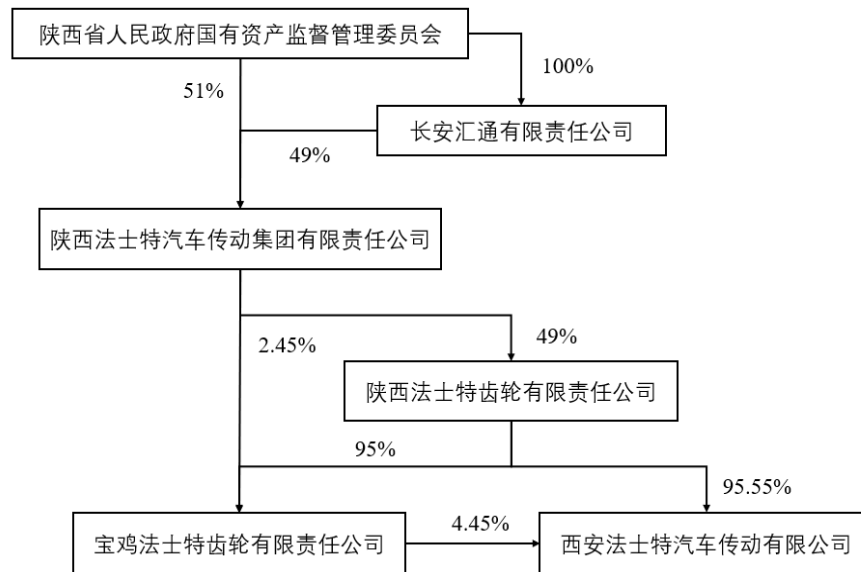 陕西省人民政府国有资产监督管理委员会
100%
51%
长安汇通有限责任公司
49%
陕西法士特汽车传动集团有限责任公司
2.45%
49%
陕西法士特齿轮有限责任公司
95%
95.55%
宝鸡法士特齿轮有限责任公司
4.45%
西安法士特汽车传动有限公司